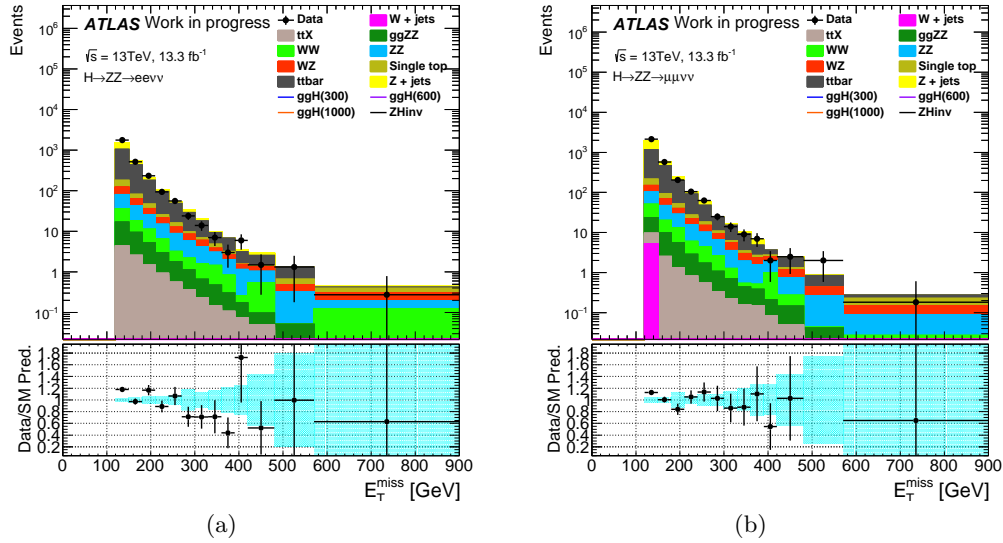 Events
ATLAS Work in progress
√s = 13TeV, 13.3 fb⁻¹
H→ZZ→eeνν
Data
ttX
WW
WZ
ttbar
ggH(300)
ggH(1000)
W + jets
ggZZ
ZZ
Single top
Z + jets
ggH(600)
ZHinv
10⁶
10⁵
10⁴
10³
10²
10
1
10⁻¹
Data/SM Pred.
1.8
1.6
1.4
1.2
1.0
0.8
0.6
0.4
0.2
0 100 200 300 400 500 600 700 800 900
E_T^miss [GeV]
(a)
Events
ATLAS Work in progress
√s = 13TeV, 13.3 fb⁻¹
H→ZZ→μμνν
Data
ttX
WW
WZ
ttbar
ggH(300)
ggH(1000)
W + jets
ggZZ
ZZ
Single top
Z + jets
ggH(600)
ZHinv
10⁶
10⁵
10⁴
10³
10²
10
1
10⁻¹
Data/SM Pred.
1.8
1.6
1.4
1.2
1.0
0.8
0.6
0.4
0.2
0 100 200 300 400 500 600 700 800 900
E_T^miss [GeV]
(b)